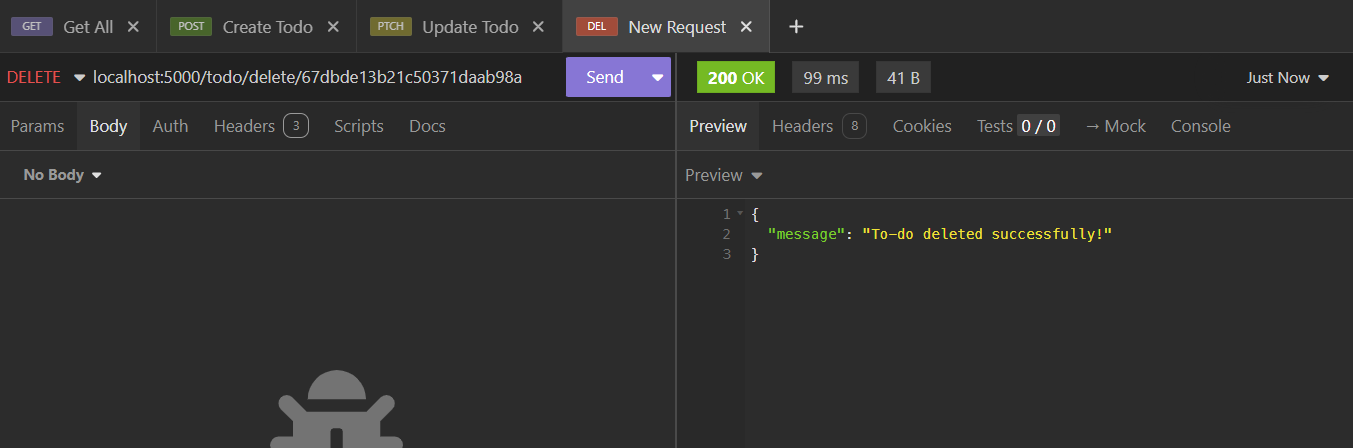 GET Get All POST Create Todo PTCH Update Todo DEL New Request
DELETE localhost:5000/todo/delete/67dbde13b21c50371daab98a Send
200 OK 99 ms 41 B Just Now
Params Body Auth Headers 3 Scripts Docs
Preview Headers 8 Cookies Tests 0 / 0 → Mock Console
No Body
Preview
1 {
2 "message": "To-do deleted successfully!"
3 }